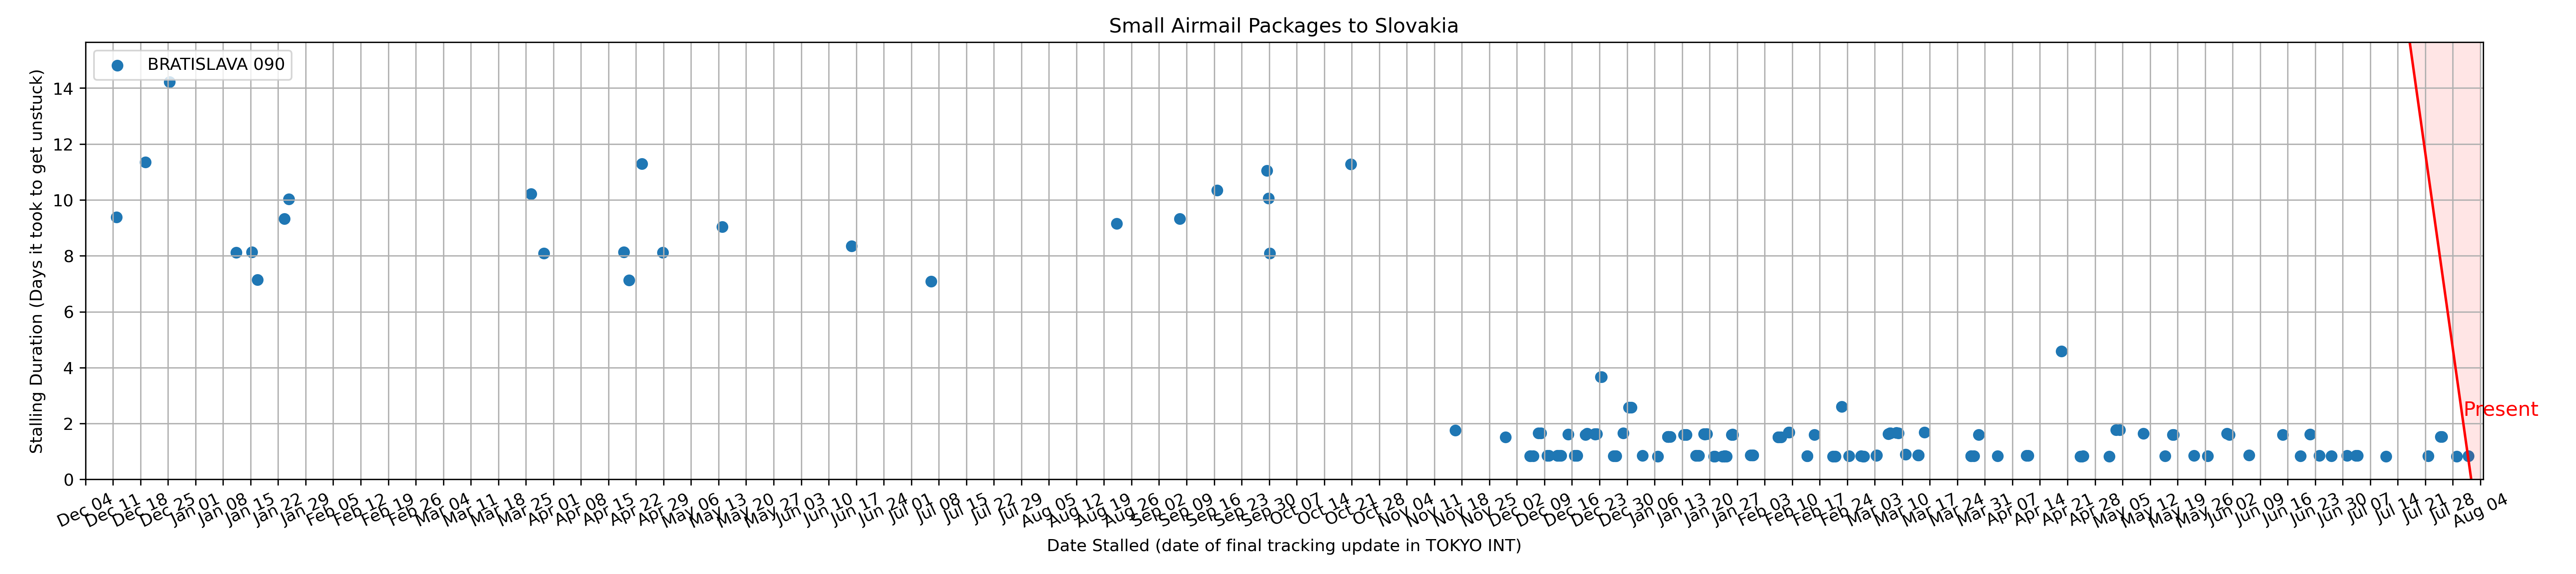 Small Airmail Packages to Slovakia
BRATISLAVA 090
Stalling Duration (Days it took to get unstuck)
14
12
10
8
6
4
2
0
Present
Dec 04
Dec 11
Dec 18
Dec 25
Jan 01
Jan 08
Jan 15
Jan 22
Jan 29
Feb 05
Feb 12
Feb 19
Feb 26
Mar 04
Mar 11
Mar 18
Mar 25
Apr 01
Apr 08
Apr 15
Apr 22
Apr 29
May 06
May 13
May 20
May 27
Jun 03
Jun 10
Jun 17
Jun 24
Jul 01
Jul 08
Jul 15
Jul 22
Jul 29
Aug 05
Aug 12
Aug 19
Aug 26
Sep 02
Sep 09
Sep 16
Sep 23
Sep 30
Oct 07
Oct 14
Oct 21
Oct 28
Nov 04
Nov 11
Nov 18
Nov 25
Dec 02
Dec 09
Dec 16
Dec 23
Dec 30
Jan 06
Jan 13
Jan 20
Jan 27
Feb 03
Feb 10
Feb 17
Feb 24
Mar 03
Mar 10
Mar 17
Mar 24
Mar 31
Apr 07
Apr 14
Apr 21
Apr 28
May 05
May 12
May 19
May 26
Jun 02
Jun 09
Jun 16
Jun 23
Jun 30
Jul 07
Jul 14
Jul 21
Jul 28
Aug 04
Date Stalled (date of final tracking update in TOKYO INT)